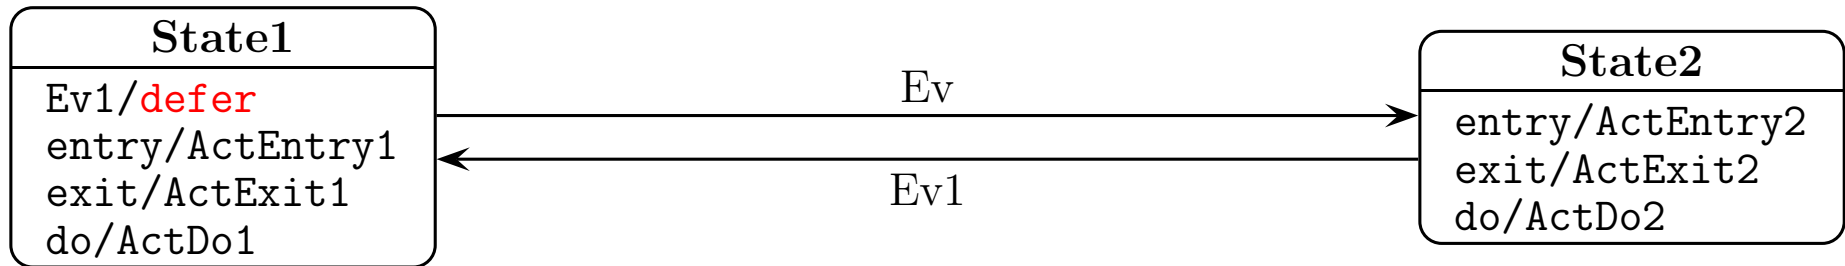 State1
Ev1/defer
entry/ActEntry1
exit/ActExit1
do/ActDo1
Ev
Ev1
State2
entry/ActEntry2
exit/ActExit2
do/ActDo2